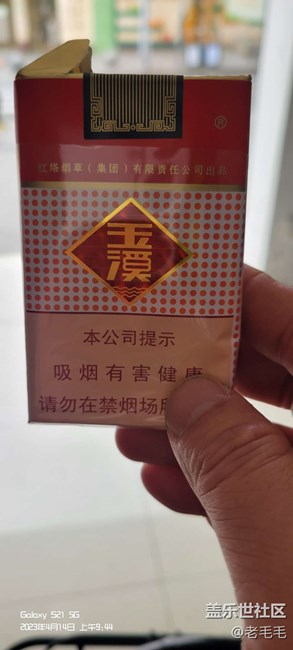 ®
红塔烟草(集团)有限责任公司出品
玉溪
本公司提示
吸烟有害健康
请勿在禁烟场所
Galaxy S21 5G
2023年4月14日 上午9:44
盖乐世社区
@老毛毛